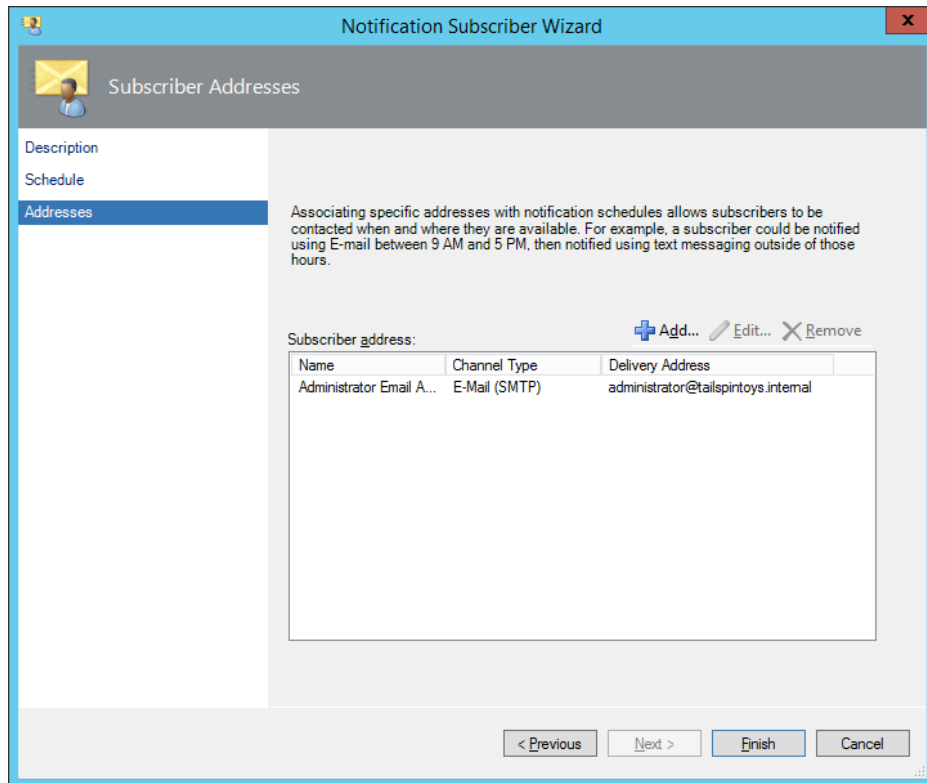 Notification Subscriber Wizard
x
Subscriber Addresses
Description
Schedule
Addresses
Associating specific addresses with notification schedules allows subscribers to be
contacted when and where they are available. For example, a subscriber could be notified
using E-mail between 9 AM and 5 PM, then notified using text messaging outside of those
hours.
Subscriber address: Add... Edit... Remove
Name Channel Type Delivery Address
Administrator Email A... E-Mail (SMTP) administrator@tailspintoys.internal
< Previous Next > Finish Cancel